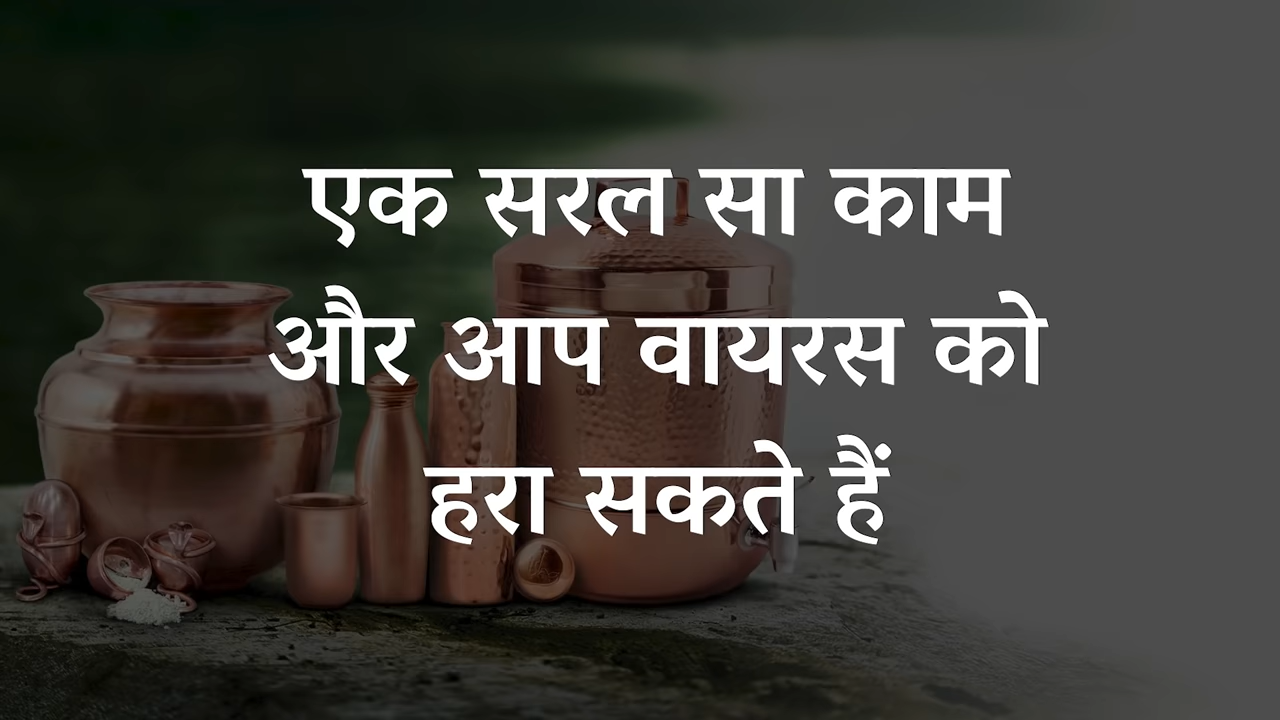 एक सरल सा काम
और आप वायरस को
हरा सकते हैं